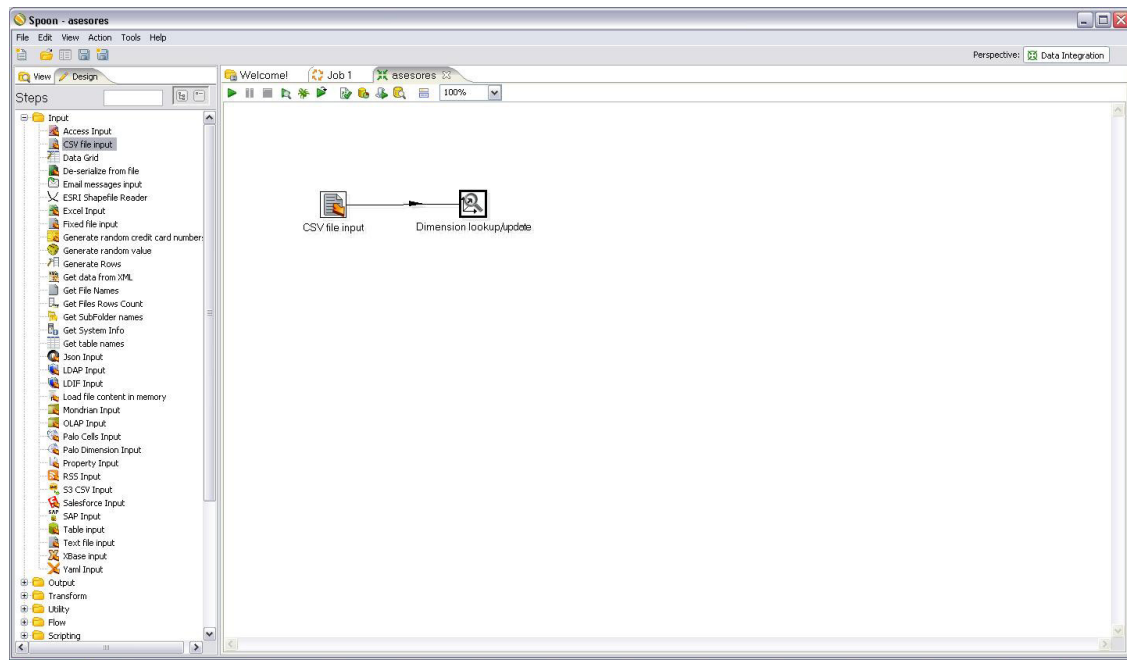 Spoon - asesores
File Edit View Action Tools Help
Perspective: Data Integration
View Design
Welcome! Job 1 asesores
Steps
100%
Input
Access Input
CSV file input
Data Grid
De-serialize from file
Email messages input
ESRI Shapefile Reader
Excel Input
Fixed file input
Generate random credit card number
Generate random value
Generate Rows
Get data from XML
Get File Names
Get Files Rows Count
Get SubFolder names
Get System Info
Get table names
Json Input
LDAP Input
LDIF Input
Load file content in memory
Mondrian Input
OLAP Input
Palo Cells Input
Palo Dimension Input
Property Input
RSS Input
S3 CSV Input
Salesforce Input
SAP Input
Table input
Text file input
XBase input
Yaml Input
Output
Transform
Utility
Flow
Scripting
CSV file input
Dimension lookup/update